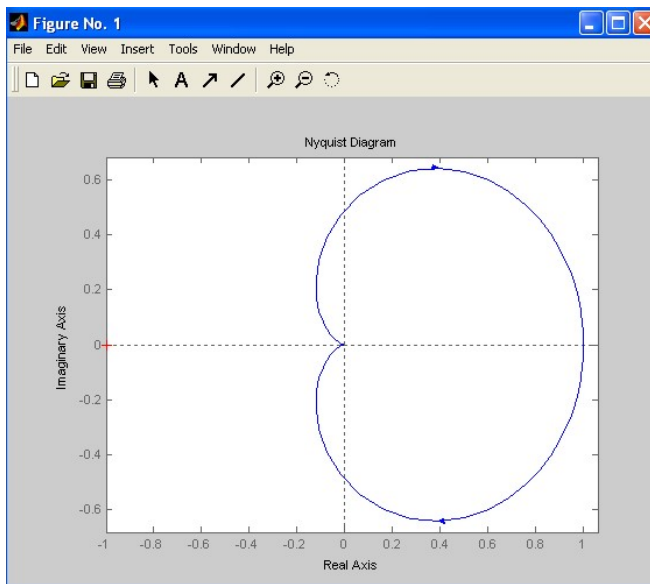 Figure No. 1
File Edit View Insert Tools Window Help
A
Nyquist Diagram
0.6
0.4
0.2
0
-0.2
-0.4
-0.6
Imaginary Axis
-1 -0.8 -0.6 -0.4 -0.2 0 0.2 0.4 0.6 0.8 1
Real Axis